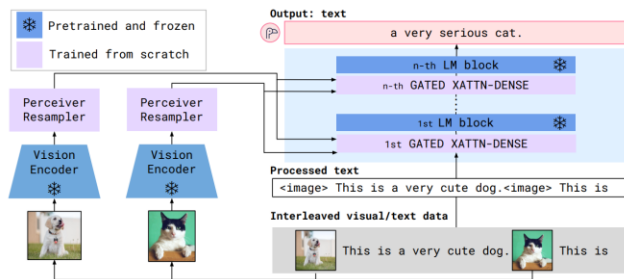 Pretrained and frozen
Trained from scratch
Perceiver
Resampler
Perceiver
Resampler
Vision
Encoder
Vision
Encoder
Output: text
a very serious cat.
n-th LM block
n-th GATED XATTN-DENSE
1st LM block
1st GATED XATTN-DENSE
Processed text
<image> This is a very cute dog.<image> This is
Interleaved visual/text data
This is a very cute dog.
This is